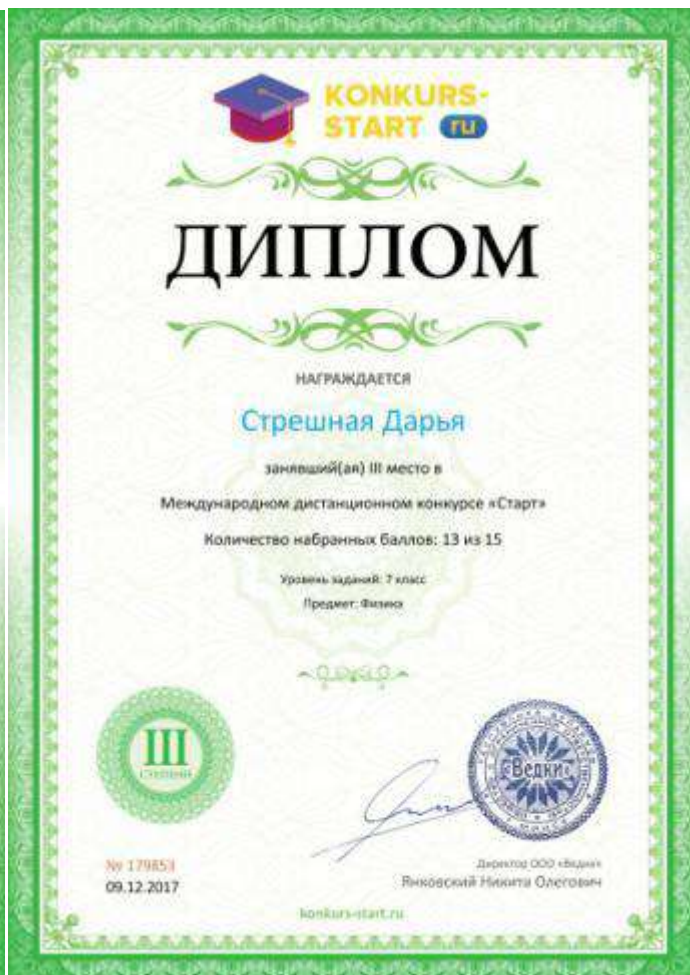 KONKURS-
START ru
ДИПЛОМ
НАГРАЖДАЕТСЯ
Стрешная Дарья
занявший(ая) III место в
Международном дистанционном конкурсе «Старт»
Количество набранных баллов: 13 из 15
Уровень заданий: 7 класс
Предмет: Физика
III
СТЕПЕНИ
«Ведки»
№ 179853
09.12.2017
Директор ООО «Ведки»
Янковский Никита Олегович
konkurs-start.ru